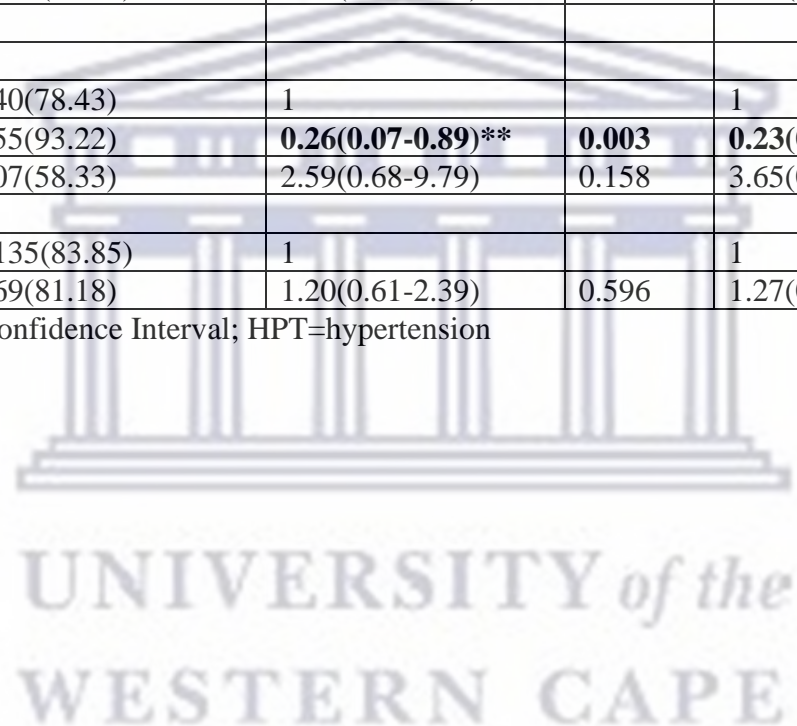 40(78.43) 1 1
55(93.22) 0.26(0.07-0.89)** 0.003 0.23(
07(58.33) 2.59(0.68-9.79) 0.158 3.65(
135(83.85) 1 1
69(81.18) 1.20(0.61-2.39) 0.596 1.27(
onfidence Interval; HPT=hypertension
UNIVERSITY of the
WESTERN CAPE